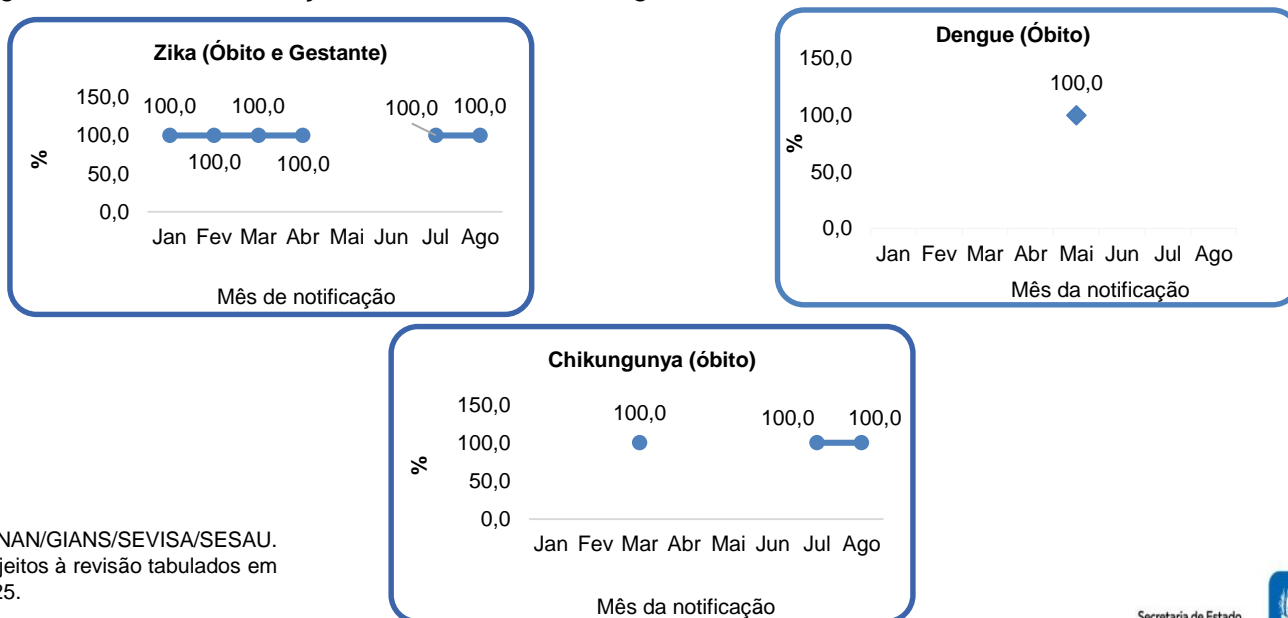 Zika (Óbito e Gestante)
150,0
100,0
50,0
0,0
%
100,0
100,0
100,0
100,0
100,0
100,0
Jan Fev Mar Abr Mai Jun Jul Ago
Mês de notificação
Dengue (Óbito)
150,0
100,0
50,0
0,0
%
100,0
Jan Fev Mar Abr Mai Jun Jul Ago
Mês da notificação
Chikungunya (óbito)
150,0
100,0
50,0
0,0
%
100,0
100,0
100,0
Jan Fev Mar Abr Mai Jun Jul Ago
Mês da notificação
NAN/GIANS/SEVISA/SESAU.
jeitos à revisão tabulados em
25.
Secretaria de Estado